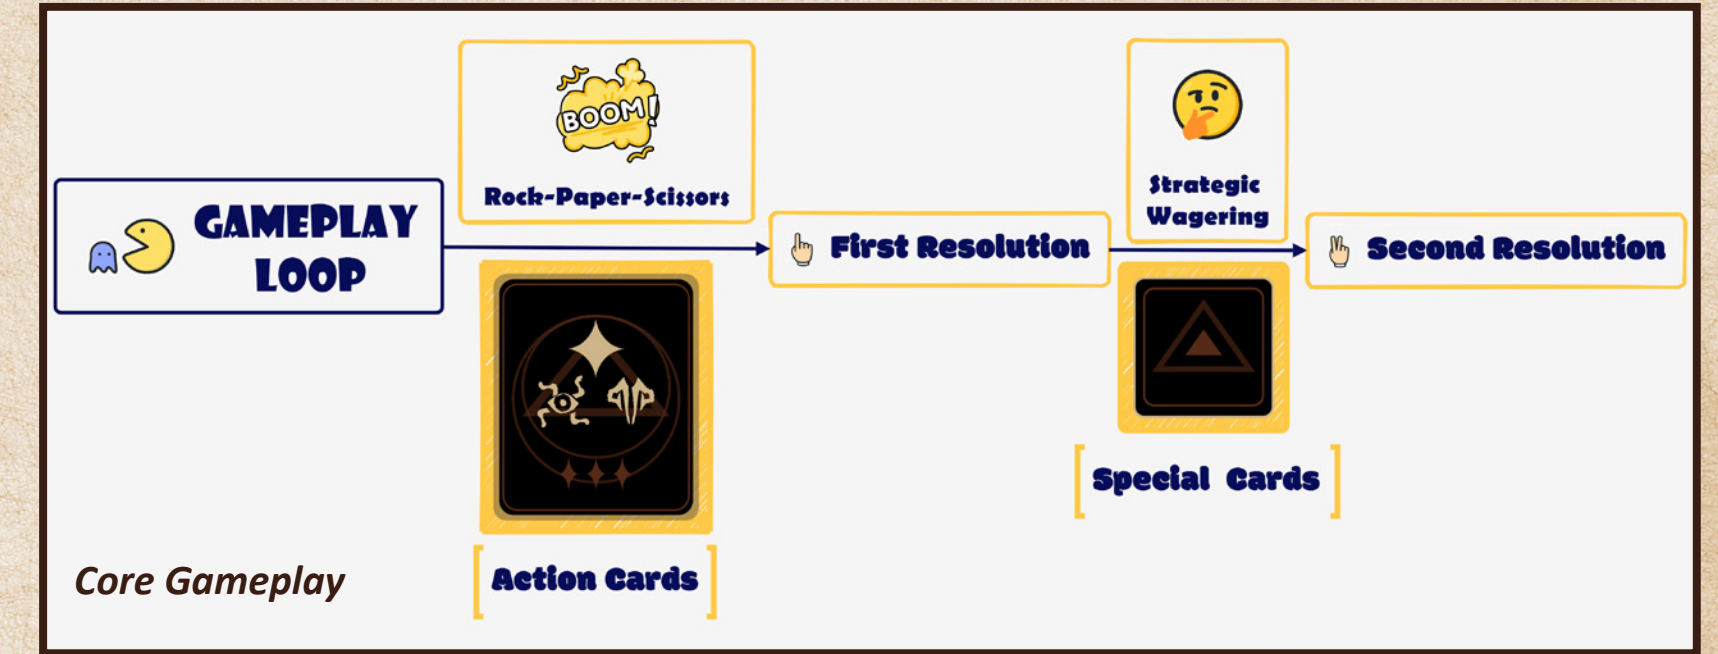 BOOM!
Rock-Paper-Scissors
GAMEPLAY
LOOP
First Resolution
Strategic
Wagering
Second Resolution
Special Cards
Action Cards
Core Gameplay